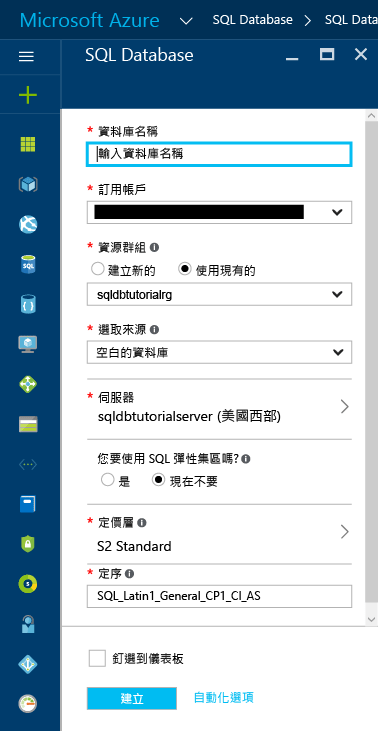 Microsoft Azure SQL Database SQL Data
SQL Database
* 資料庫名稱
輸入資料庫名稱
* 訂用帳戶
* 資源群組
建立新的 使用現有的
sqldbtutorialrg
* 選取來源
空白的資料庫
* 伺服器
sqldbtutorialserver (美國西部)
您要使用 SQL 彈性集區嗎?
是 現在不要
* 定價層
S2 Standard
* 定序
SQL_Latin1_General_CP1_CI_AS
釘選到儀表板
建立 自動化選項